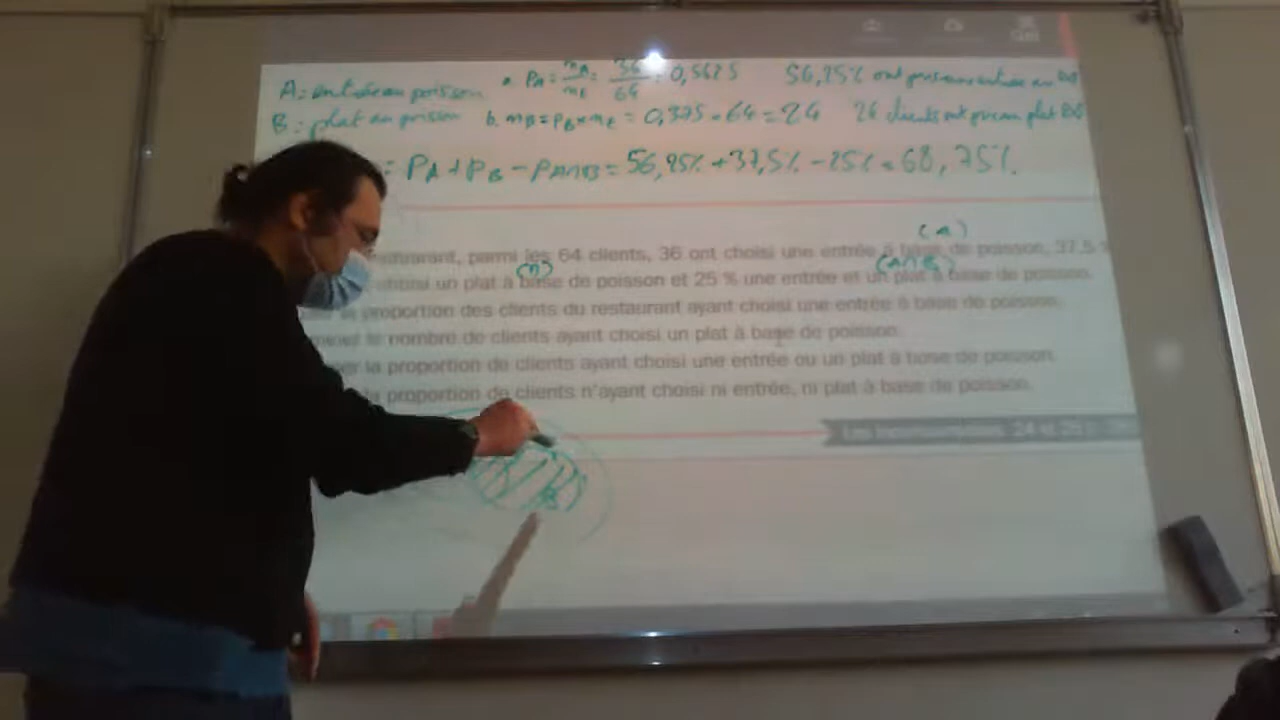 A: entrée au poisson a. PA = nA/nE = 36/64 = 0,5625 56,25% ont pris une entrée au
B: plat au poisson b. nB = pB × nE = 0,375 × 64 = 24 24 clients ont pris un plat
= PA + PB - PA∩B = 56,25% + 37,5% - 25% = 68,75%.
(A)
restaurant, parmi les 64 clients, 36 ont choisi une entrée à base de poisson, 37,5
(B) (A∩B)
choisi un plat à base de poisson et 25 % une entrée et un plat à base de poisson.
la proportion des clients du restaurant ayant choisi une entrée à base de poisson.
le nombre de clients ayant choisi un plat à base de poisson.
la proportion de clients ayant choisi une entrée ou un plat à base de poisson.
la proportion de clients n'ayant choisi ni entrée, ni plat à base de poisson.
B